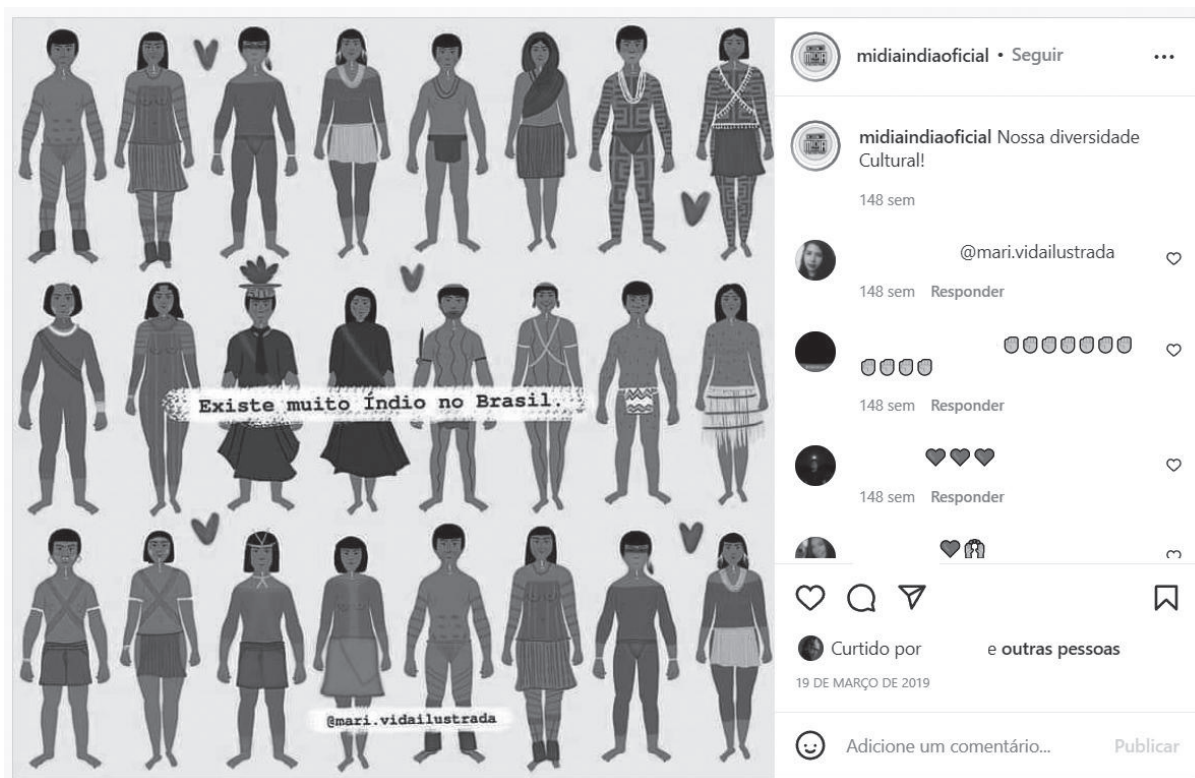 Existe muito Índio no Brasil.
@mari.vidailustrada
midiaindiaoficial • Seguir
midiaindiaoficial Nossa diversidade
Cultural!
148 sem
@mari.vidailustrada
148 sem Responder
148 sem Responder
148 sem Responder
Curtido por e outras pessoas
19 DE MARÇO DE 2019
Adicione um comentário... Publicar